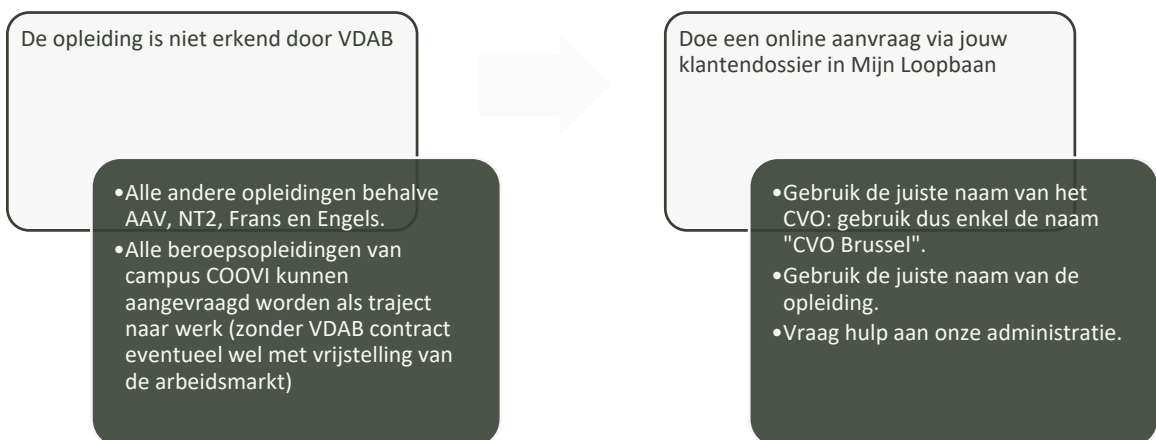 De opleiding is niet erkend door VDAB
•Alle andere opleidingen behalve
AAV, NT2, Frans en Engels.
•Alle beroepsopleidingen van
campus COOVI kunnen
aangevraagd worden als traject
naar werk (zonder VDAB contract
eventueel wel met vrijstelling van
de arbeidsmarkt)
Doe een online aanvraag via jouw
klantendossier in Mijn Loopbaan
•Gebruik de juiste naam van het
CVO: gebruik dus enkel de naam
"CVO Brussel".
•Gebruik de juiste naam van de
opleiding.
•Vraag hulp aan onze administratie.